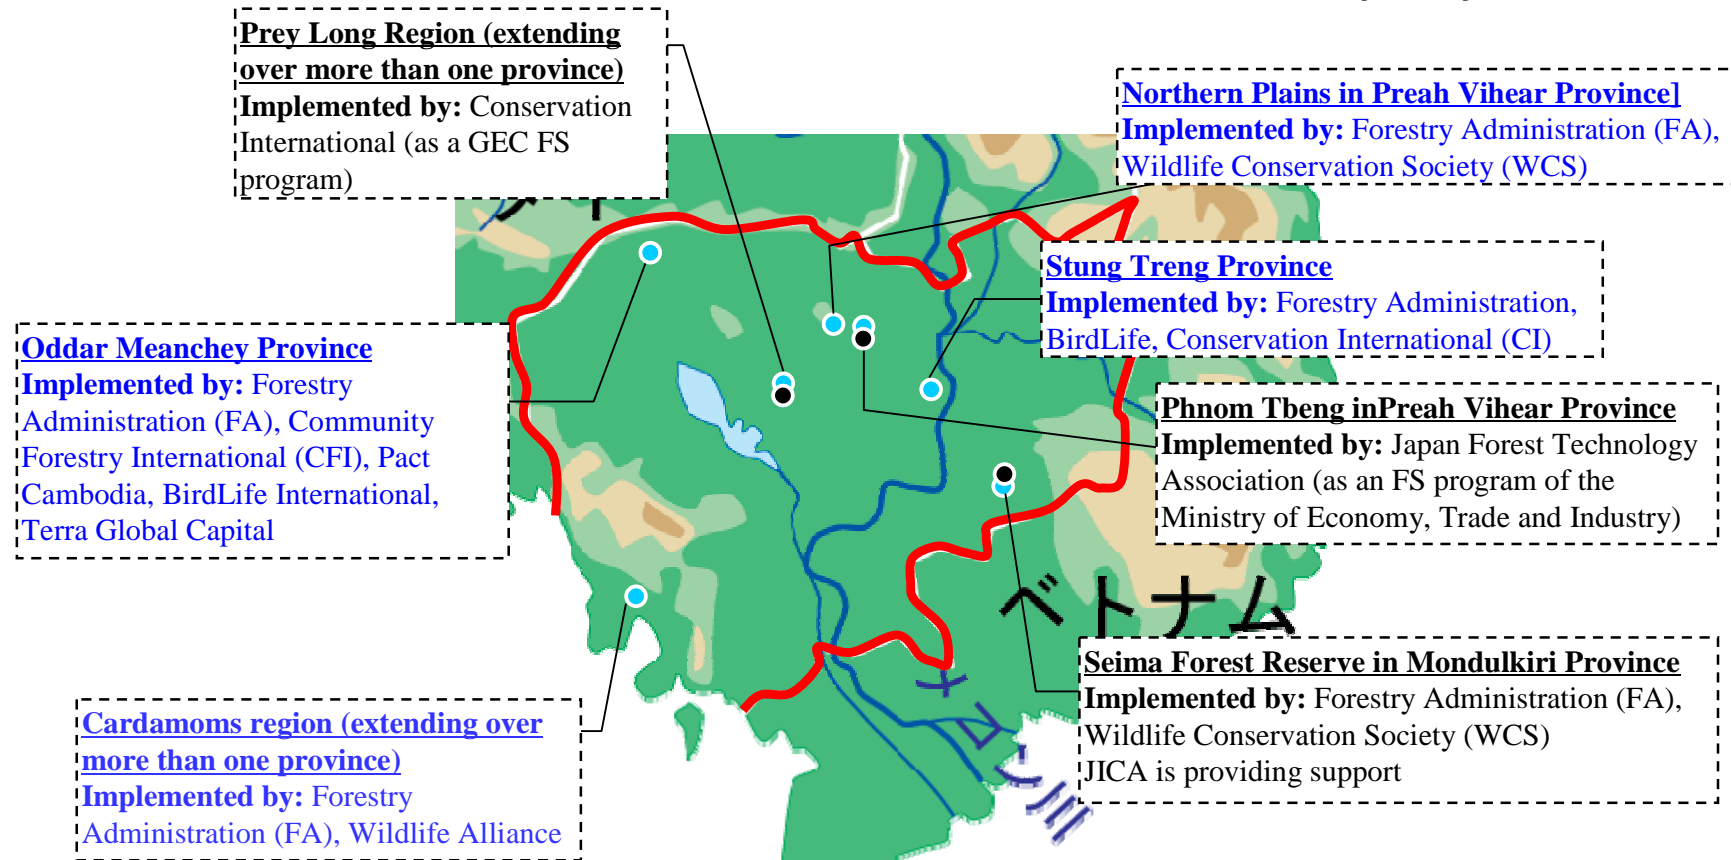 Prey Long Region (extending
over more than one province)
Implemented by: Conservation
International (as a GEC FS
program)
Northern Plains in Preah Vihear Province]
Implemented by: Forestry Administration (FA),
Wildlife Conservation Society (WCS)
Stung Treng Province
Implemented by: Forestry Administration,
BirdLife, Conservation International (CI)
Oddar Meanchey Province
Implemented by: Forestry
Administration (FA), Community
Forestry International (CFI), Pact
Cambodia, BirdLife International,
Terra Global Capital
Phnom Tbeng inPreah Vihear Province
Implemented by: Japan Forest Technology
Association (as an FS program of the
Ministry of Economy, Trade and Industry)
ベトナム
Seima Forest Reserve in Mondulkiri Province
Implemented by: Forestry Administration (FA),
Wildlife Conservation Society (WCS)
JICA is providing support
Cardamoms region (extending over
more than one province)
Implemented by: Forestry
Administration (FA), Wildlife Alliance